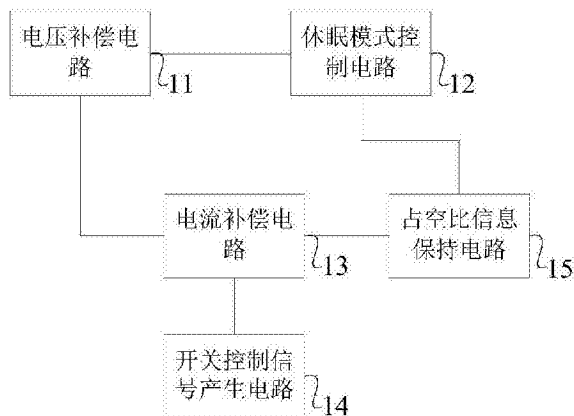 电压补偿电
路
11
休眠模式控
制电路
12
电流补偿电
路
13
占空比信息
保持电路
15
开关控制信
号产生电路
14